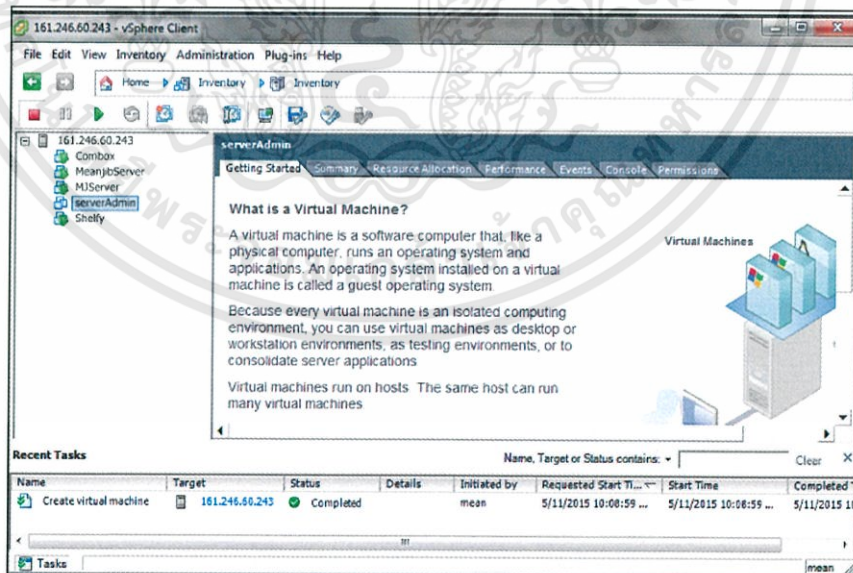 161.246.60.243 - vSphere Client
File Edit View Inventory Administration Plug-ins Help
Home Inventory Inventory
161.246.60.243
Combox
MeanJobServer
MJServer
serverAdmin
Shelfy
serverAdmin
Getting Started Summary Resource Allocation Performance Events Console Permissions
What is a Virtual Machine?
A virtual machine is a software computer that, like a
physical computer, runs an operating system and
applications. An operating system installed on a virtual
machine is called a guest operating system.
Because every virtual machine is an isolated computing
environment, you can use virtual machines as desktop or
workstation environments, as testing environments, or to
consolidate server applications
Virtual machines run on hosts The same host can run
many virtual machines
Virtual Machines
Recent Tasks
Name, Target or Status contains:
Clear
Name Target Status Details Initiated by Requested Start Ti... Start Time Completed T
Create virtual machine 161.246.60.243 Completed mean 5/11/2015 10:08:59 ... 5/11/2015 10:08:59 ... 5/11/2015 10
Tasks
mean